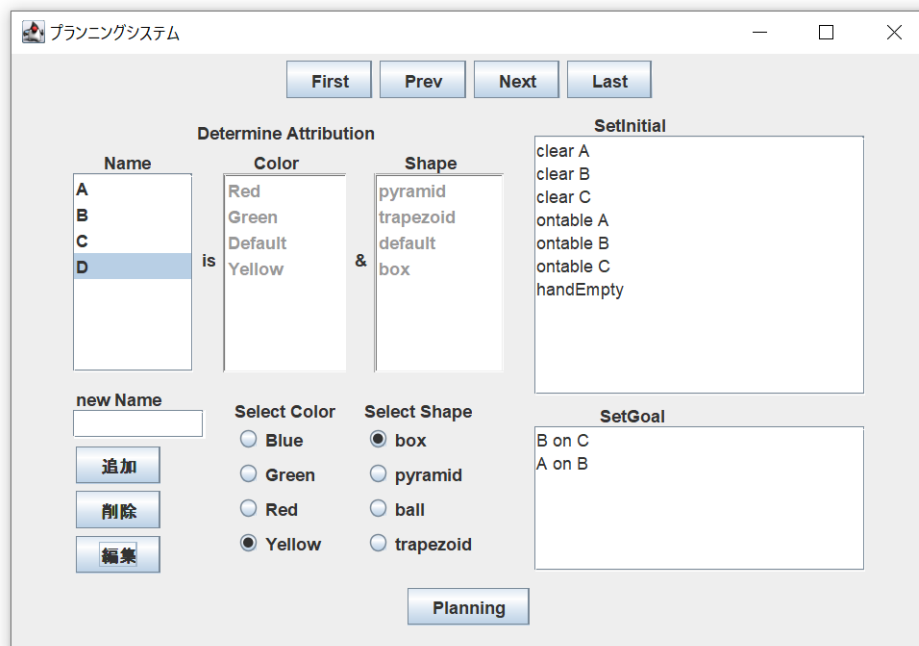 プランニングシステム
First Prev Next Last
Determine Attribution
Name Color Shape
A
B
C
D
is
Red
Green
Default
Yellow
&
pyramid
trapezoid
default
box
SetInitial
clear A
clear B
clear C
ontable A
ontable B
ontable C
handEmpty
new Name
追加
削除
編集
Select Color
Blue
Green
Red
Yellow
Select Shape
box
pyramid
ball
trapezoid
SetGoal
B on C
A on B
Planning